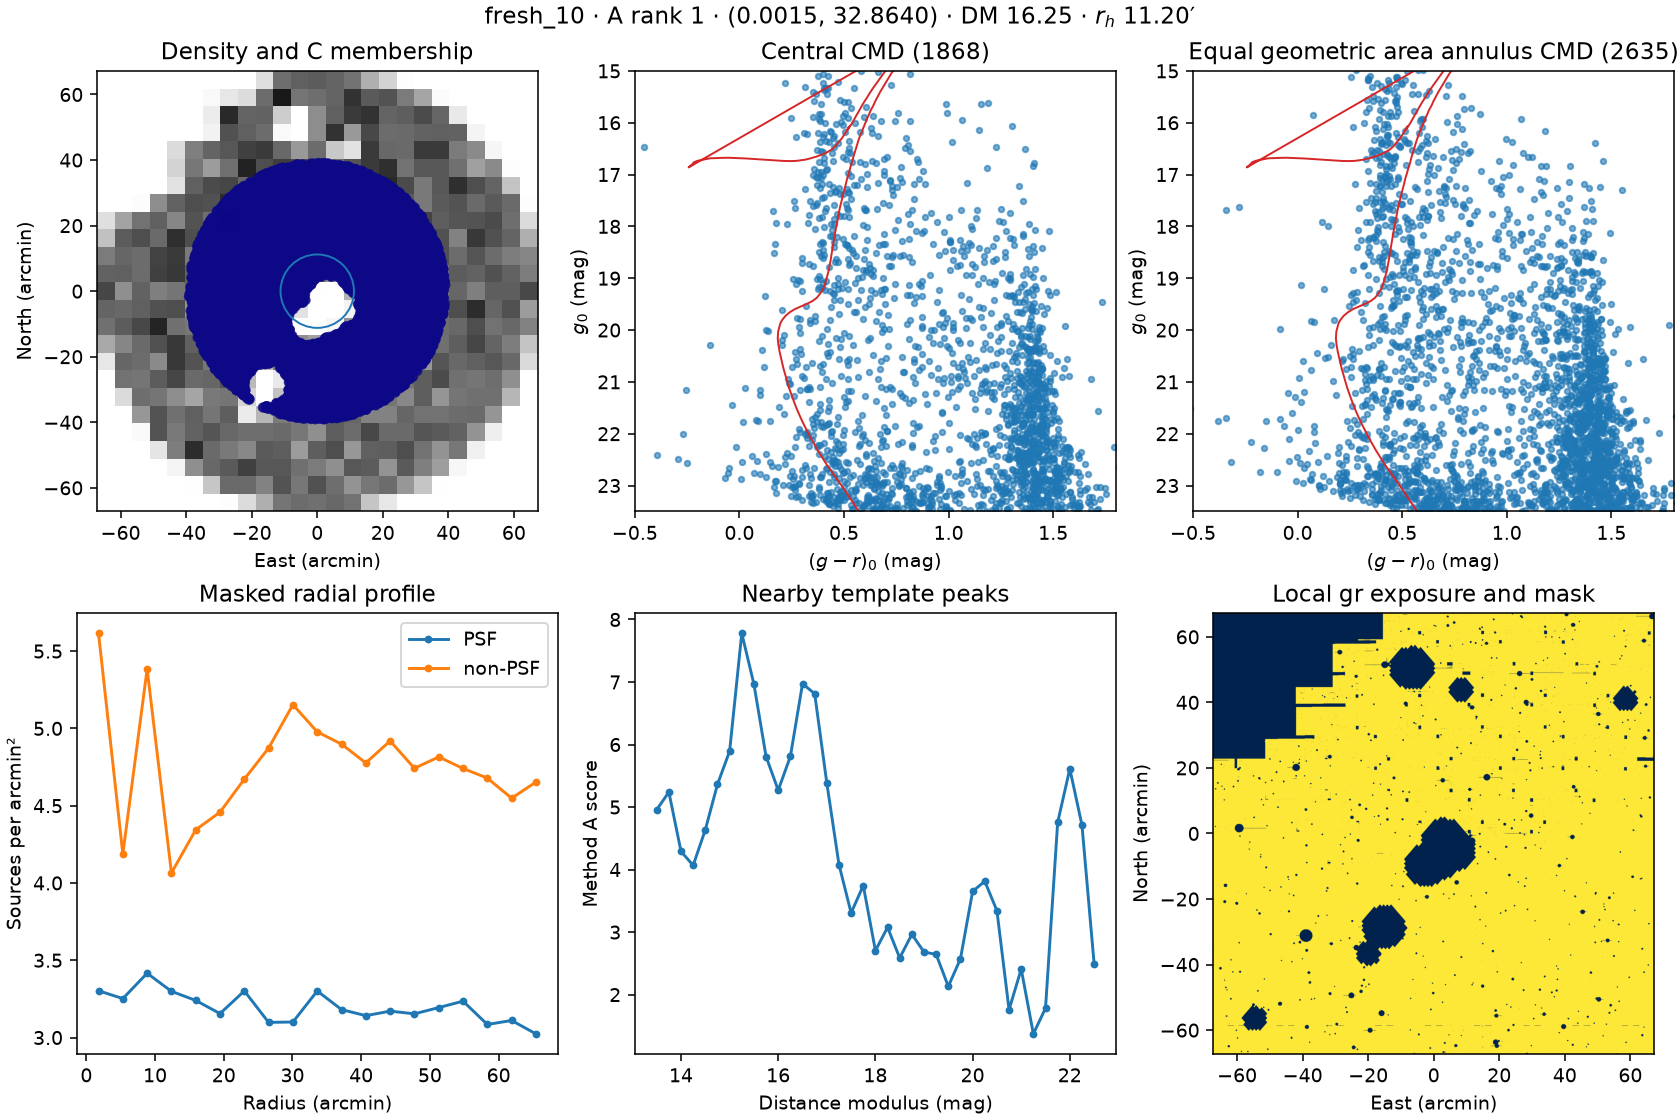 fresh_10 · A rank 1 · (0.0015, 32.8640) · DM 16.25 · rₕ 11.20′
Density and C membership
60
40
20
0
−20
−40
−60
North (arcmin)
−60 −40 −20 0 20 40 60
East (arcmin)
Central CMD (1868)
15
16
17
18
19
20
21
22
23
g₀ (mag)
−0.5 0.0 0.5 1.0 1.5
(g − r)₀ (mag)
Equal geometric area annulus CMD (2635)
15
16
17
18
19
20
21
22
23
g₀ (mag)
−0.5 0.0 0.5 1.0 1.5
(g − r)₀ (mag)
Masked radial profile
PSF
non-PSF
5.5
5.0
4.5
4.0
3.5
3.0
Sources per arcmin²
0 10 20 30 40 50 60
Radius (arcmin)
Nearby template peaks
8
7
6
5
4
3
2
Method A score
14 16 18 20 22
Distance modulus (mag)
Local gr exposure and mask
60
40
20
0
−20
−40
−60
North (arcmin)
−60 −40 −20 0 20 40 60
East (arcmin)